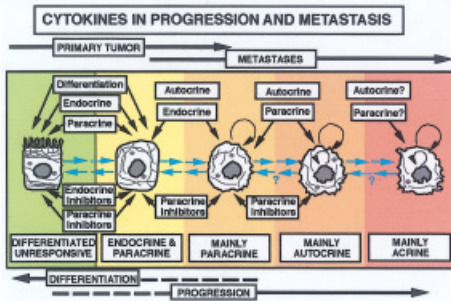 CYTOKINES IN PROGRESSION AND METASTASIS
PRIMARY TUMOR
METASTASES
Differentiation
Endocrine
Paracrine
Autocrine
Endocrine
Autocrine
Paracrine
Autocrine?
Paracrine?
?
?
Endocrine
Inhibitors
Paracrine
Inhibitors
Paracrine
Inhibitors
Paracrine
Inhibitors
DIFFERENTIATED
UNRESPONSIVE
ENDOCRINE &
PARACRINE
MAINLY
PARACRINE
MAINLY
AUTOCRINE
MAINLY
ACRINE
DIFFERENTIATION
PROGRESSION